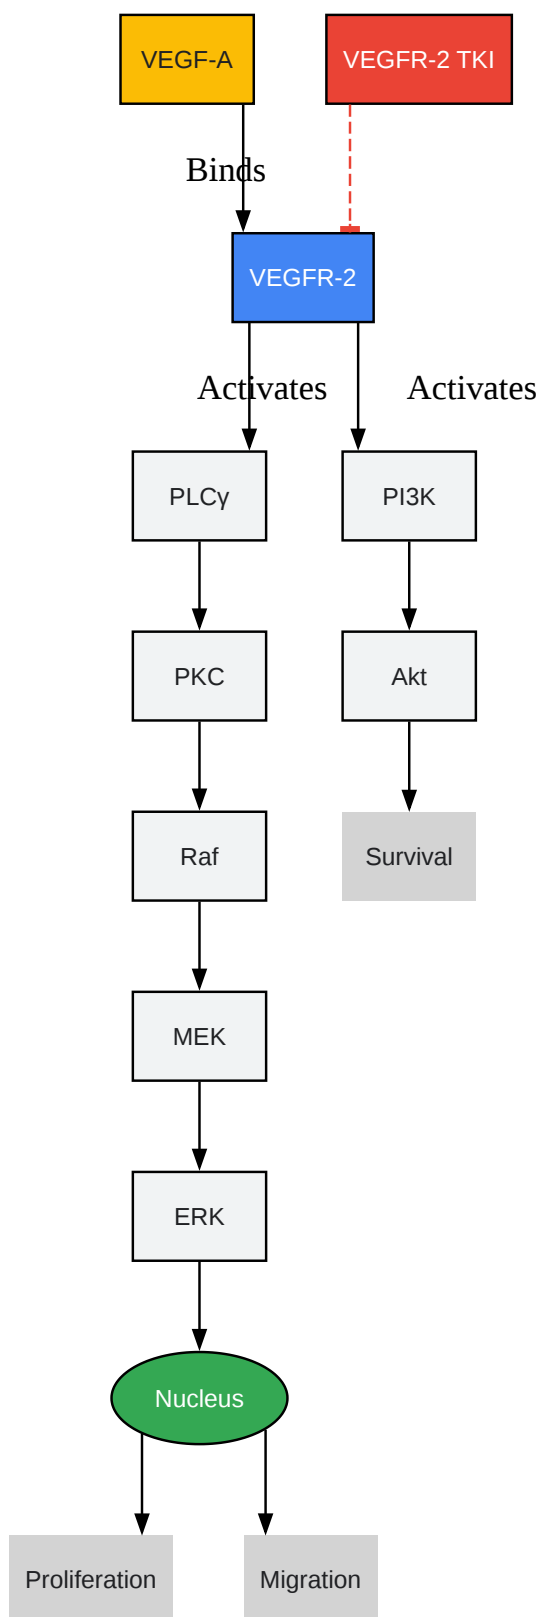 VEGF-A
VEGFR-2 TKI
Binds
VEGFR-2
Activates
Activates
PLCγ
PI3K
PKC
Akt
Raf
Survival
MEK
ERK
Nucleus
Proliferation
Migration